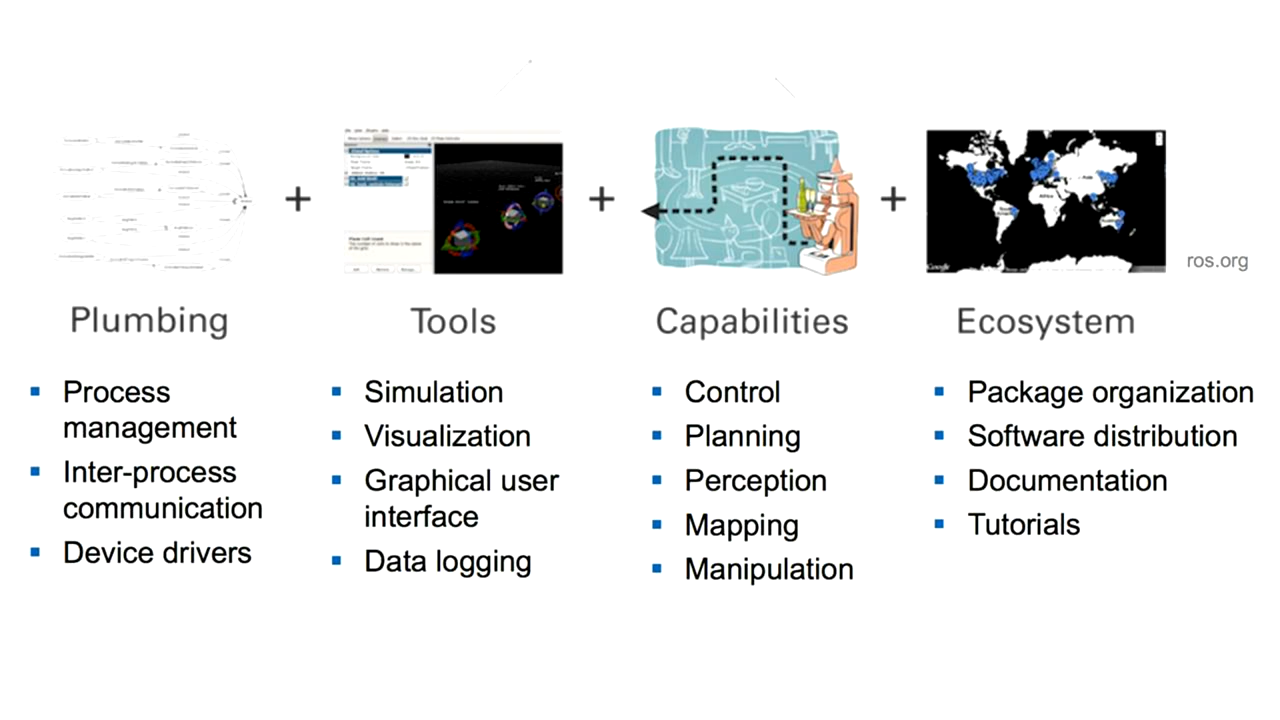 +
+
+
ros.org
Plumbing
Tools
Capabilities
Ecosystem
▪ Process
management
▪ Inter-process
communication
▪ Device drivers
▪ Simulation
▪ Visualization
▪ Graphical user
interface
▪ Data logging
▪ Control
▪ Planning
▪ Perception
▪ Mapping
▪ Manipulation
▪ Package organization
▪ Software distribution
▪ Documentation
▪ Tutorials